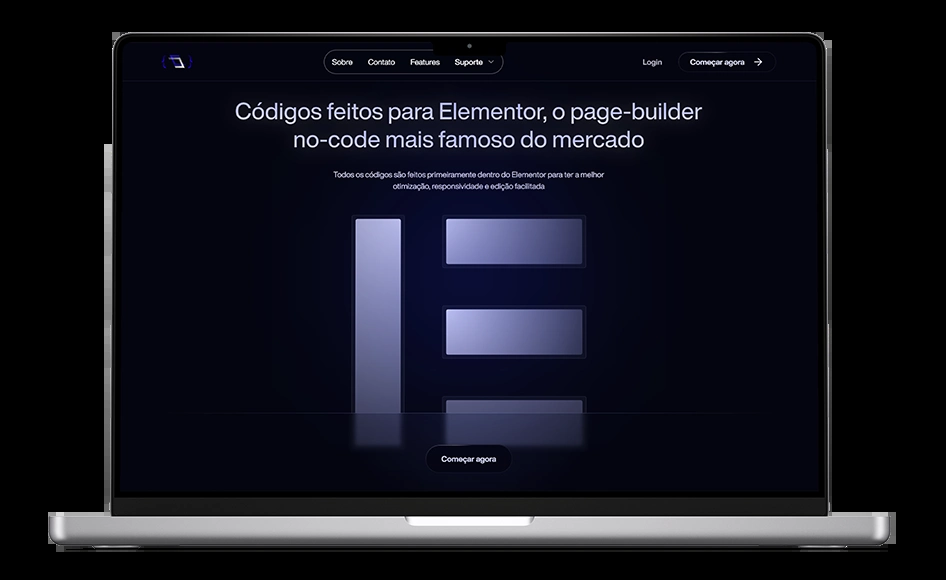 Sobre
Contato
Features
Suporte
Login
Começar agora
Códigos feitos para Elementor, o page-builder
no-code mais famoso do mercado
Todos os códigos são feitos primeiramente dentro do Elementor para ter a melhor
otimização, responsividade e edição facilitada
Começar agora